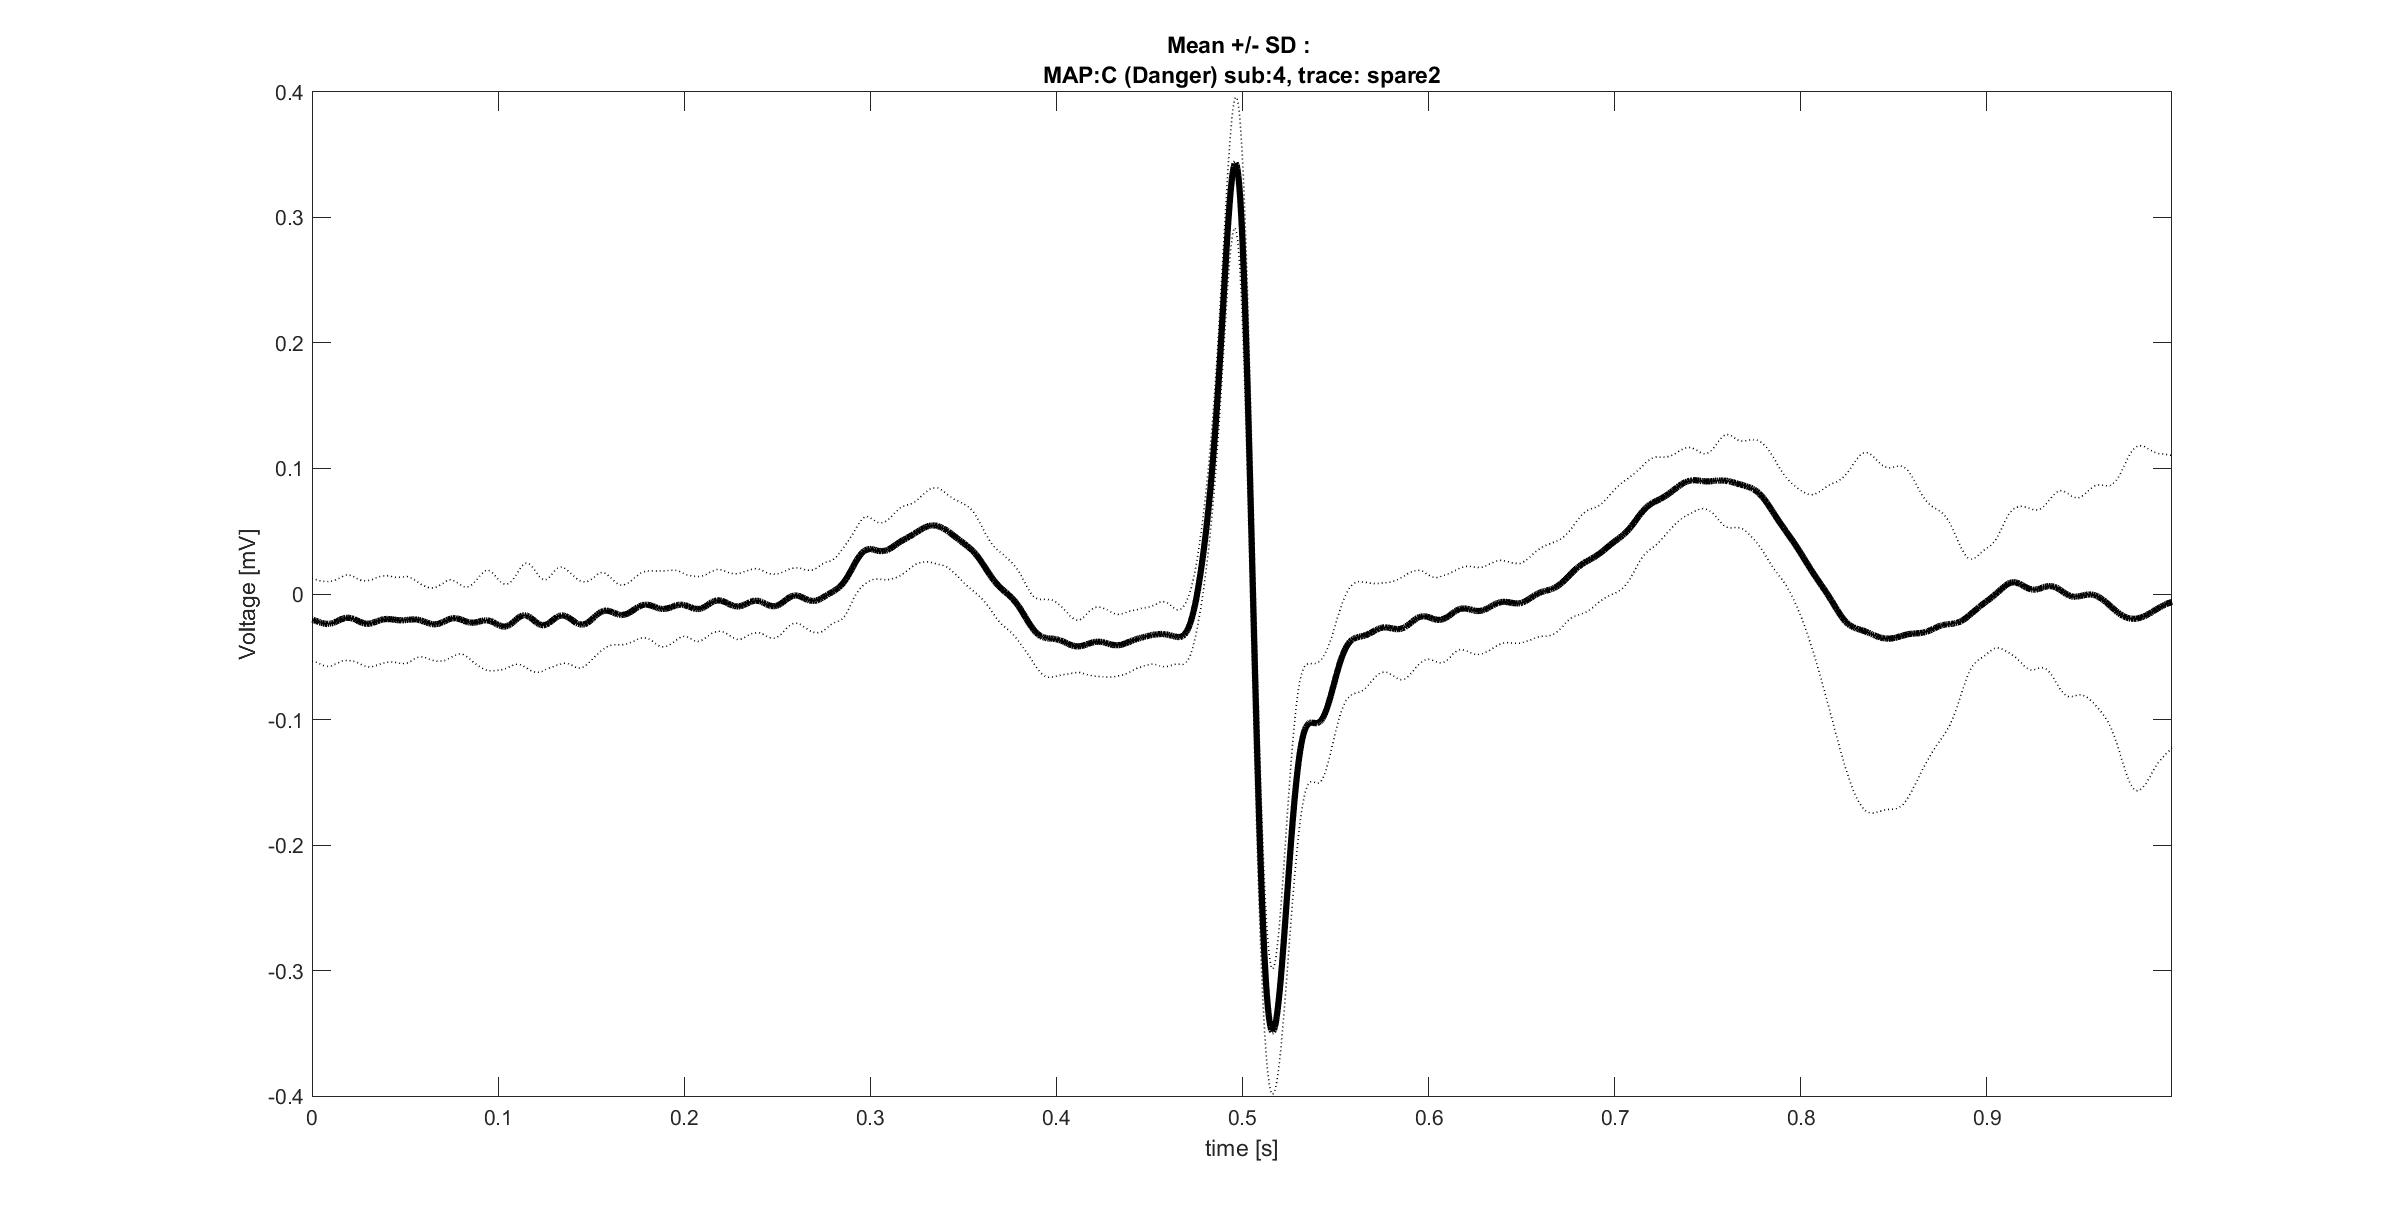 Mean +/- SD :
MAP:C (Danger) sub:4, trace: spare2
0.4
0.3
0.2
0.1
0
-0.1
-0.2
-0.3
-0.4
Voltage [mV]
0 0.1 0.2 0.3 0.4 0.5 0.6 0.7 0.8 0.9
time [s]